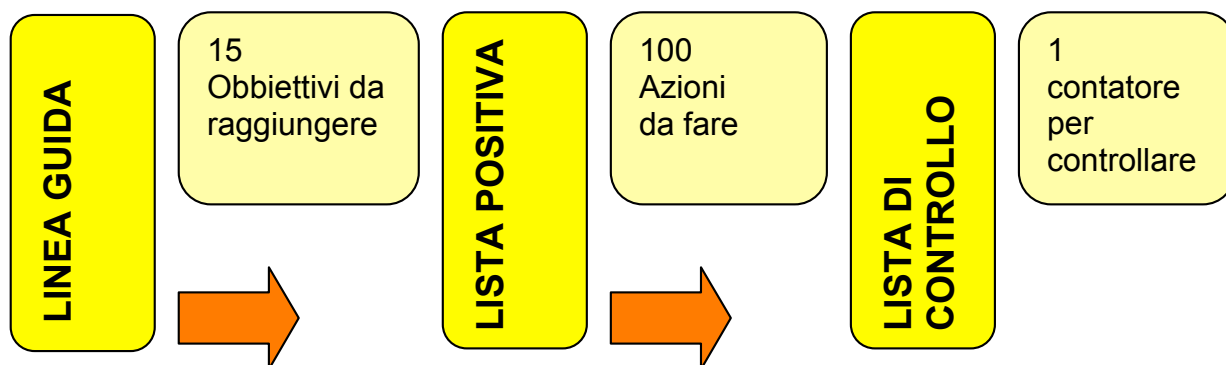 LINEA GUIDA
15
Obbiettivi da
raggiungere
LISTA POSITIVA
100
Azioni
da fare
LISTA DI
CONTROLLO
1
contatore
per
controllare